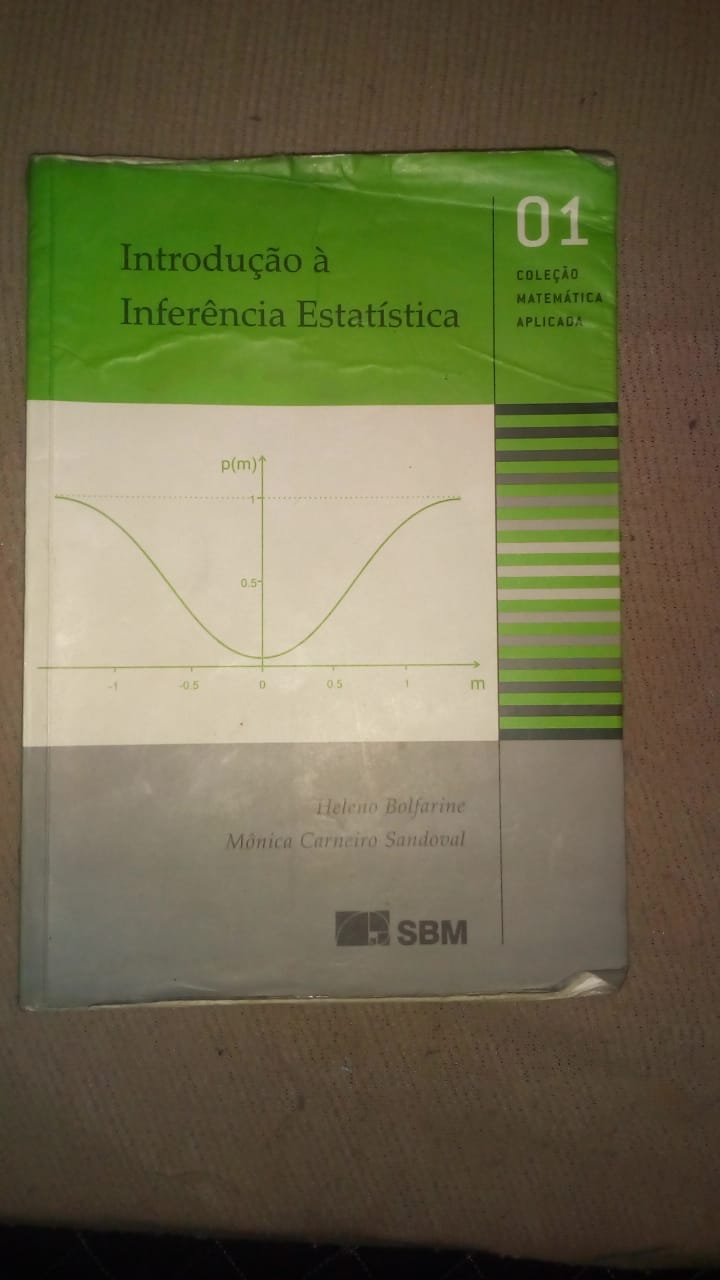 Introdução à
Inferência Estatística
01
COLEÇÃO
MATEMÁTICA
APLICADA
p(m)
1
0.5
-1 -0.5 0 0.5 1 m
Heleno Bolfarine
Mônica Carneiro Sandoval
SBM